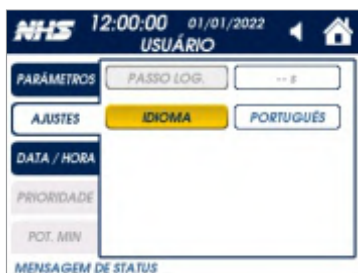 NHS 12:00:00 01/01/2022
USUÁRIO
PARÂMETROS PASSO LOG. -- s
AJUSTES IDIOMA PORTUGUÊS
DATA / HORA
PRIORIDADE
POT. MIN
MENSAGEM DE STATUS